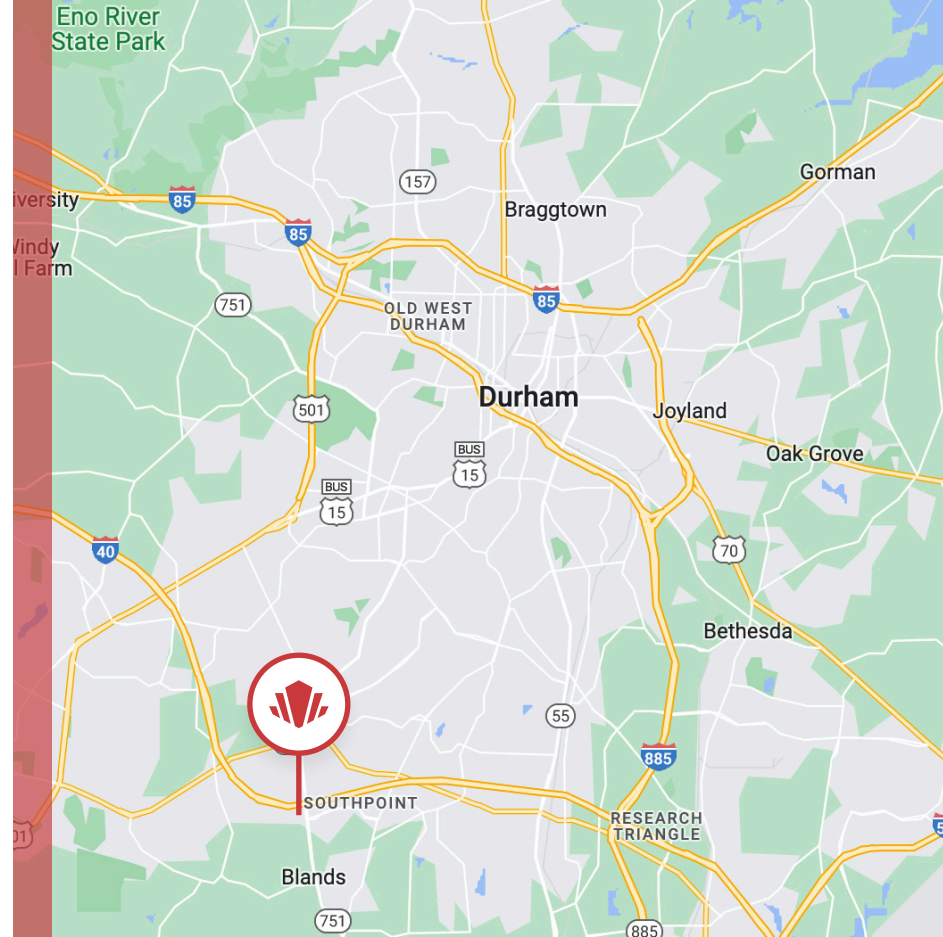 Eno River
State Park
157
Gorman
iversity
85
Braggtown
85
Windy
l Farm
751
85
OLD WEST
DURHAM
Durham
501
Joyland
BUS
15
Oak Grove
BUS
15
40
70
Bethesda
55
885
SOUTHPOINT
RESEARCH
TRIANGLE
01
Blands
751
885